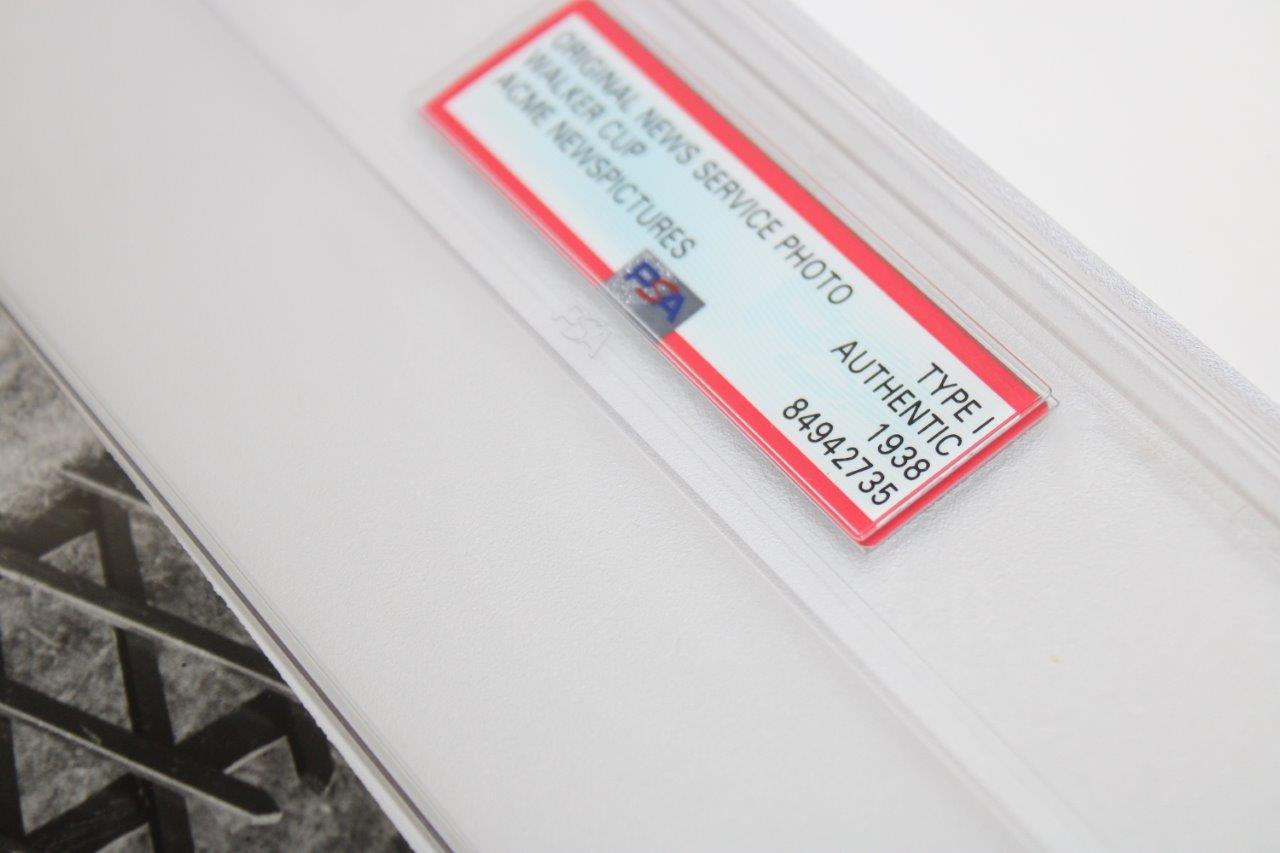 ORIGINAL NEWS SERVICE PHOTO
WALKER CUP
ACME NEWSPICTURES
PSA
TYPE I
AUTHENTIC
1938
84942735
PSA